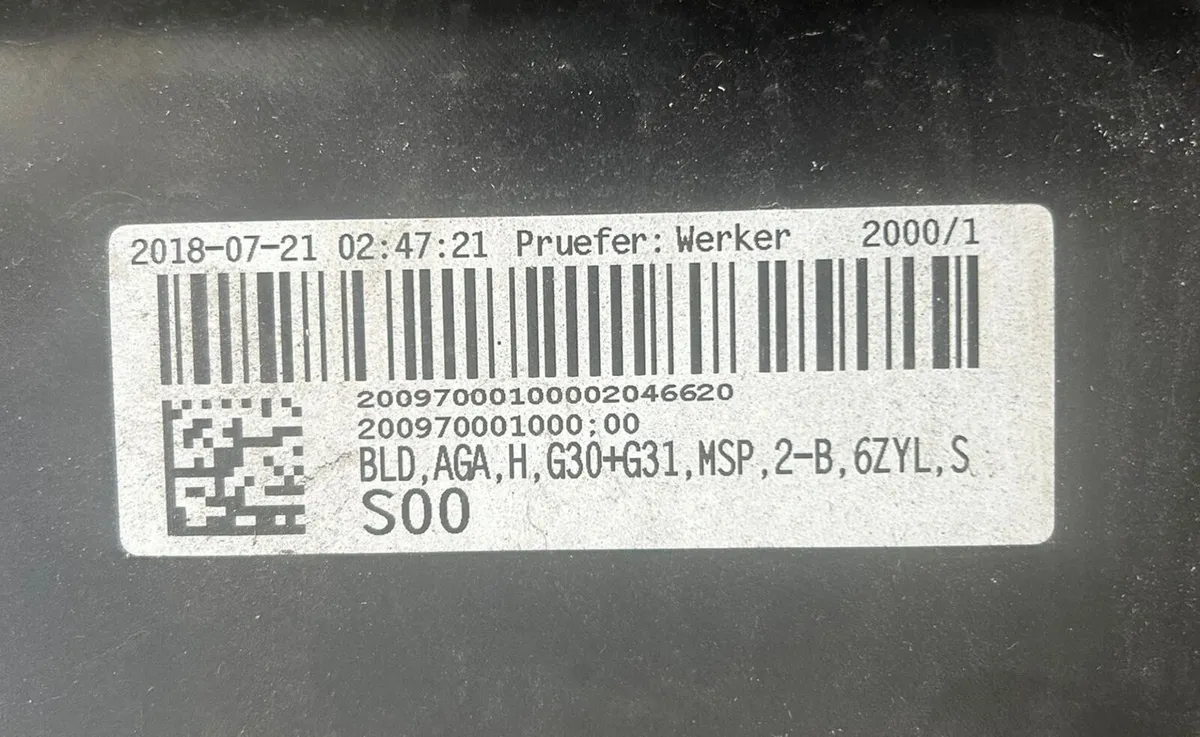 2018-07-21 02:47:21 Pruefer: Werker 2000/1
20097000100002046620
200970001000;00
BLD,AGA,H,G30+G31,MSP,2-B,6ZYL,S
S00